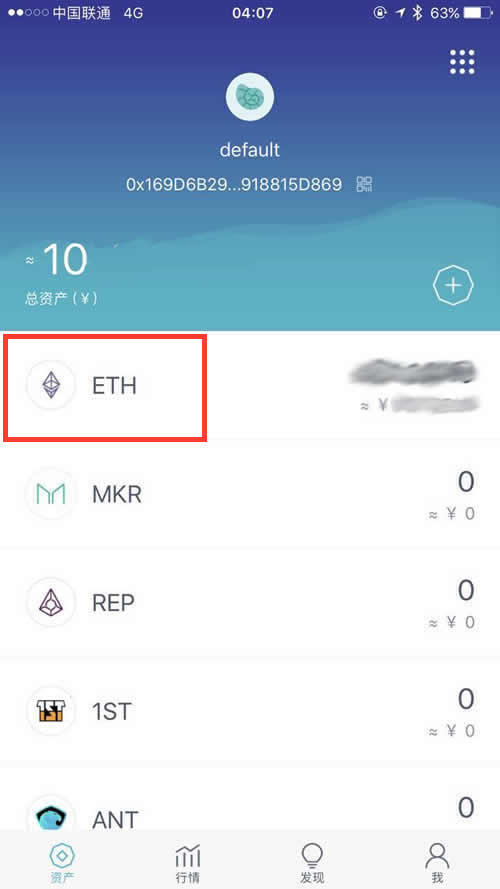 中国联通 4G 04:07 63%
default
0x169D6B29...918815D869
≈ 10
总资产 (¥)
ETH
≈ ¥
MKR 0
≈ ¥ 0
REP 0
≈ ¥ 0
1ST 0
≈ ¥ 0
ANT 0
资产 行情 发现 我